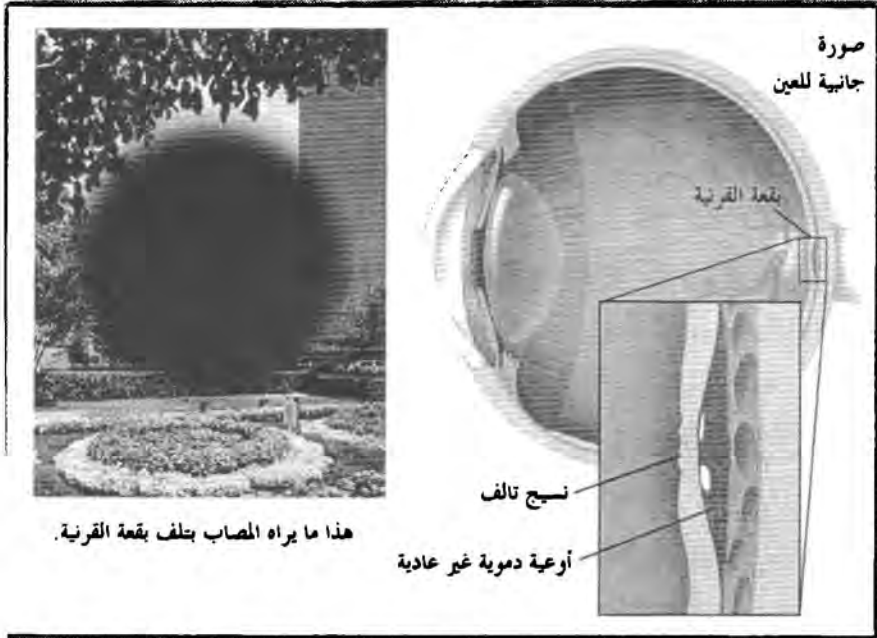 صورة
جانبية للعين
بقعة القرنية
نسيج تالف
أوعية دموية غير عادية
هذا ما يراه المصاب بتلف بقعة القرنية.